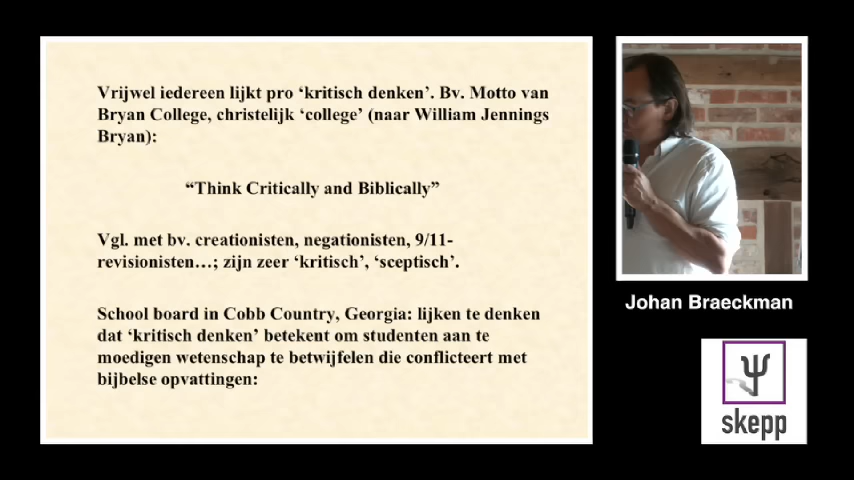 Vrijwel iedereen lijkt pro ‘kritisch denken’. Bv. Motto van
Bryan College, christelijk ‘college’ (naar William Jennings
Bryan):
“Think Critically and Biblically”
Vgl. met bv. creationisten, negationisten, 9/11-
revisionisten…; zijn zeer ‘kritisch’, ‘sceptisch’.
School board in Cobb Country, Georgia: lijken te denken
dat ‘kritisch denken’ betekent om studenten aan te
moedigen wetenschap te betwijfelen die conflicteert met
bijbelse opvattingen:
Johan Braeckman
skepp